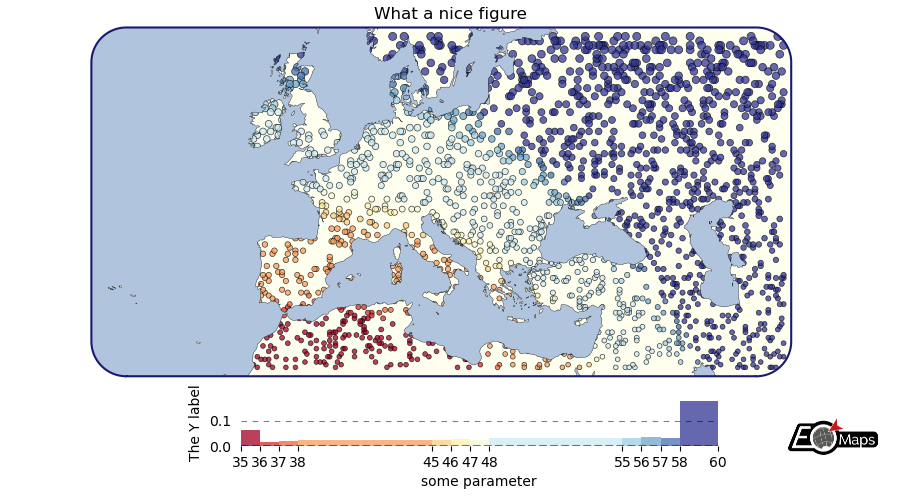 What a nice figure
The Y label
0.1
0.0
35 36 37 38 45 46 47 48 55 56 57 58 60
some parameter
EOMaps